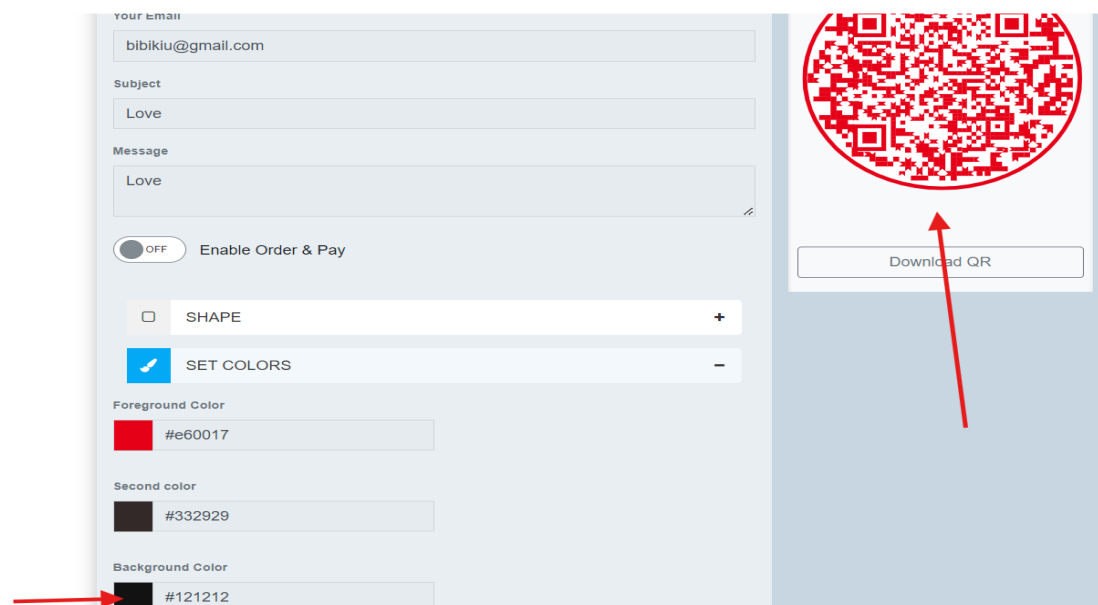 Your Email
bibikiu@gmail.com
Subject
Love
Message
Love
OFF Enable Order & Pay
SHAPE +
SET COLORS −
Foreground Color
#e60017
Second color
#332929
Background Color
#121212
Download QR